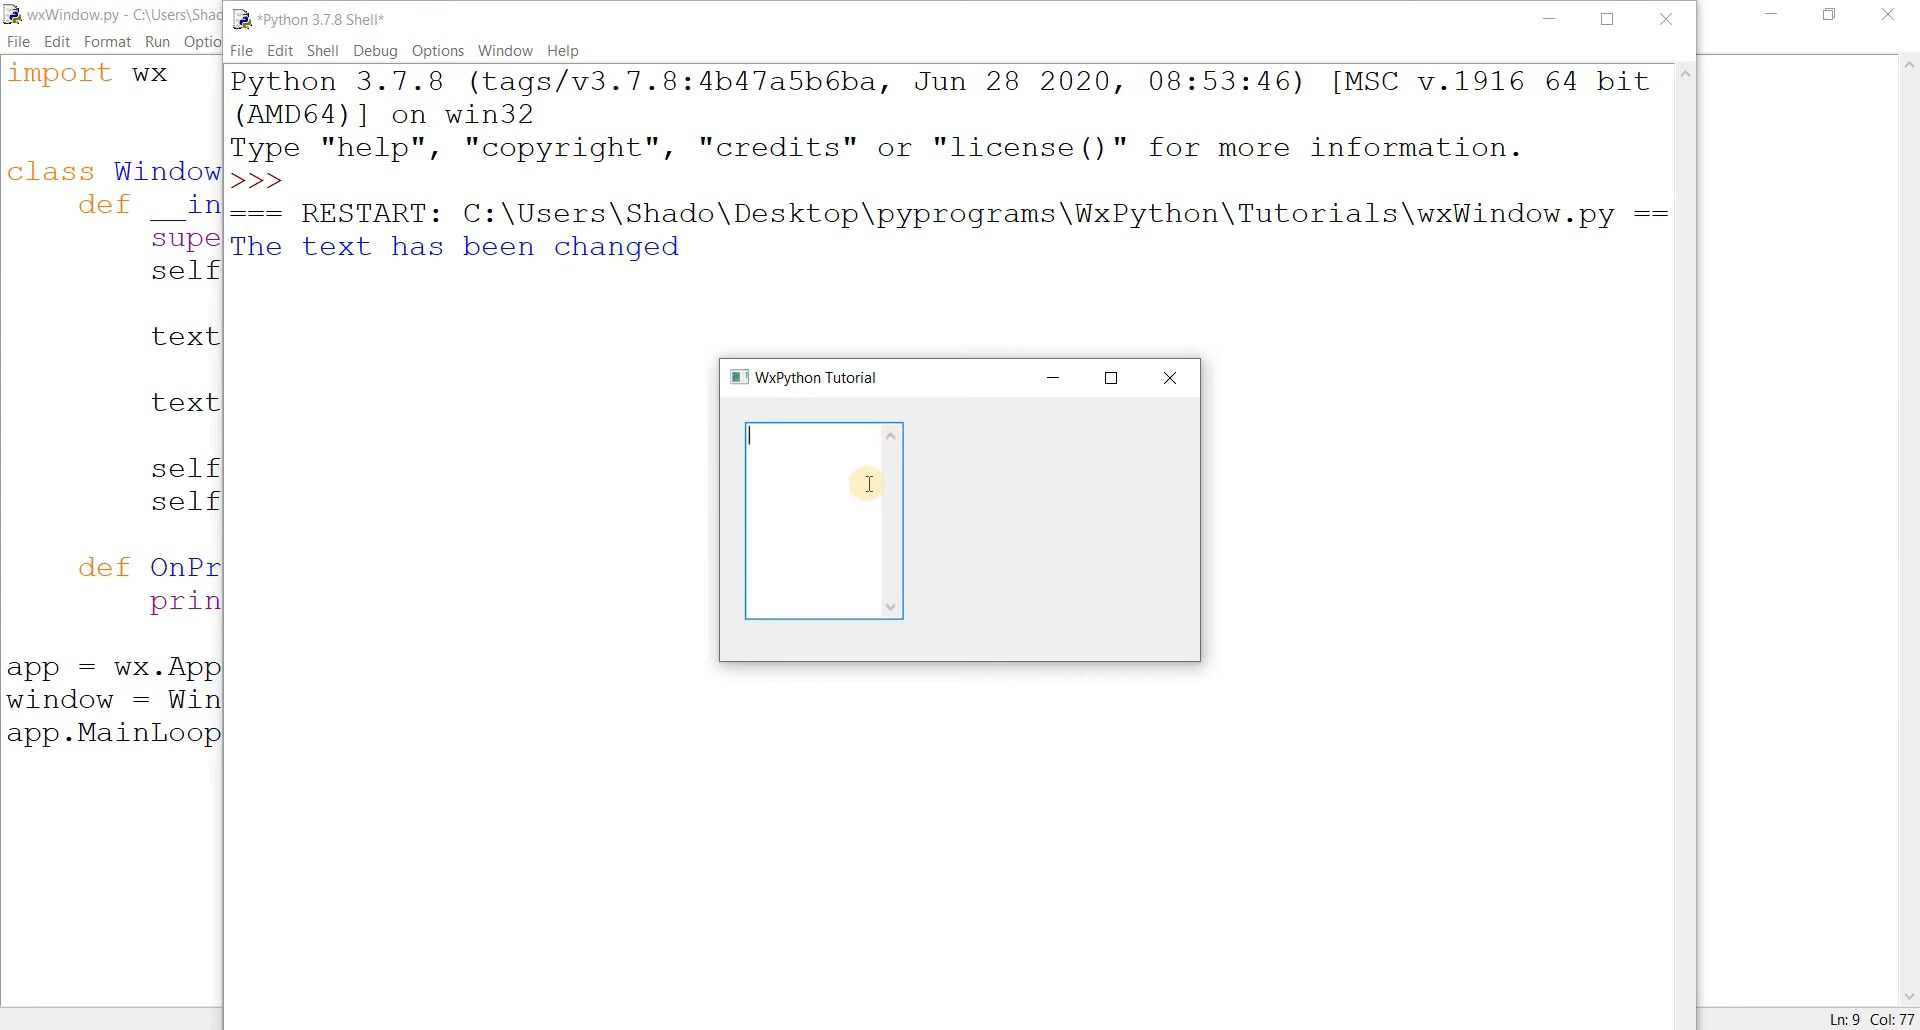 wxWindow.py - C:\Users\Shad
File Edit Format Run Optio
import wx
class Window
def __in
supe
self
text
text
self
self
def OnPr
prin
app = wx.App
window = Win
app.MainLoop
*Python 3.7.8 Shell*
File Edit Shell Debug Options Window Help
Python 3.7.8 (tags/v3.7.8:4b47a5b6ba, Jun 28 2020, 08:53:46) [MSC v.1916 64 bit
(AMD64)] on win32
Type "help", "copyright", "credits" or "license()" for more information.
>>>
=== RESTART: C:\Users\Shado\Desktop\pyprograms\WxPython\Tutorials\wxWindow.py ==
The text has been changed
WxPython Tutorial
Ln: 9 Col: 77